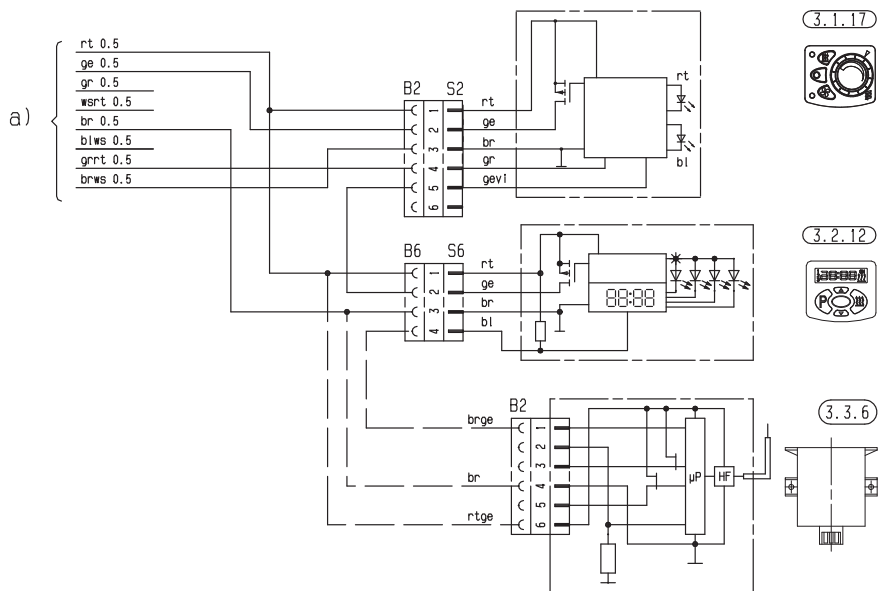 a)
rt 0.5
ge 0.5
gr 0.5
wsrt 0.5
br 0.5
blws 0.5
grrt 0.5
brws 0.5
B2 S2
1 rt
2 ge
3 br
4 gr
5 gevi
6
rt
bl
3.1.17
B6 S6
1 rt
2 ge
3 br
4 bl
88:88
3.2.12
P
B2
brge 1
2
3
br 4
5
rtge 6
µP
HF
3.3.6